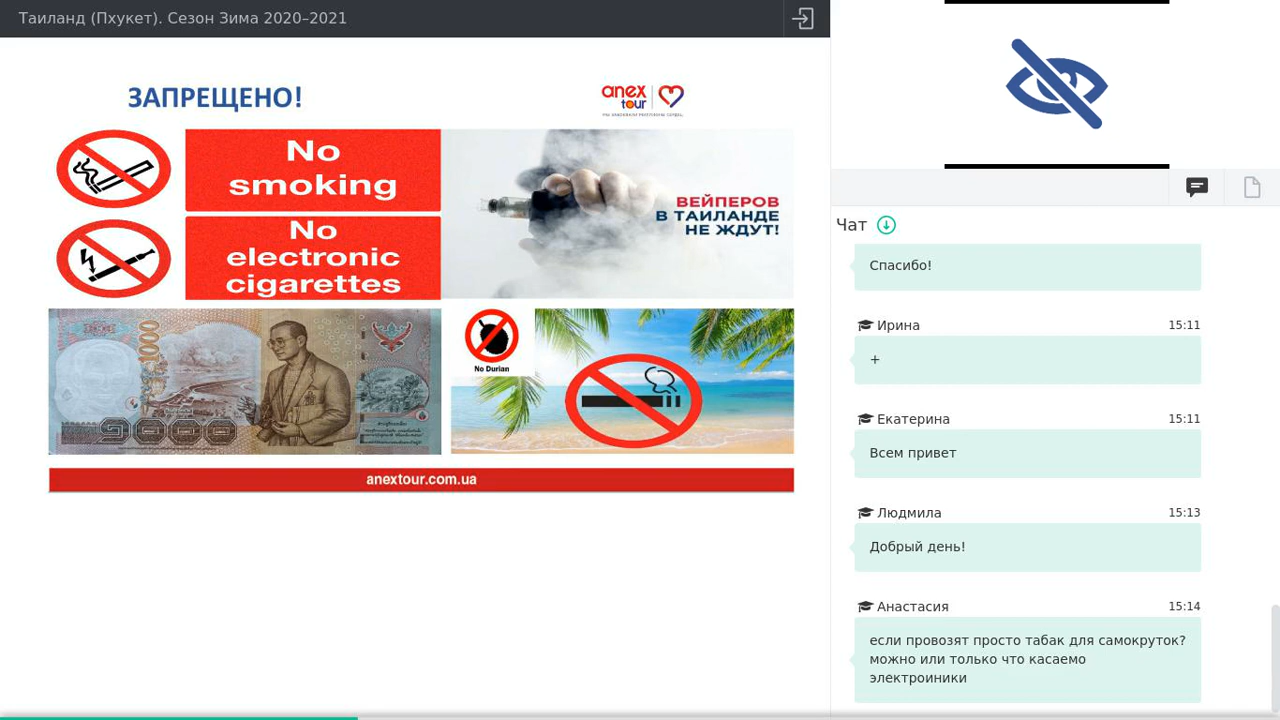 Таиланд (Пхукет). Сезон Зима 2020–2021
ЗАПРЕЩЕНО!
anex
tour
No
smoking
No
electronic
cigarettes
ВЕЙПЕРОВ
В ТАИЛАНДЕ
НЕ ЖДУТ!
1000
No Durian
anextour.com.ua
Чат
Спасибо!
Ирина 15:11
+
Екатерина 15:11
Всем привет
Людмила 15:13
Добрый день!
Анастасия 15:14
если провозят просто табак для самокруток?
можно или только что касаемо
электроиники